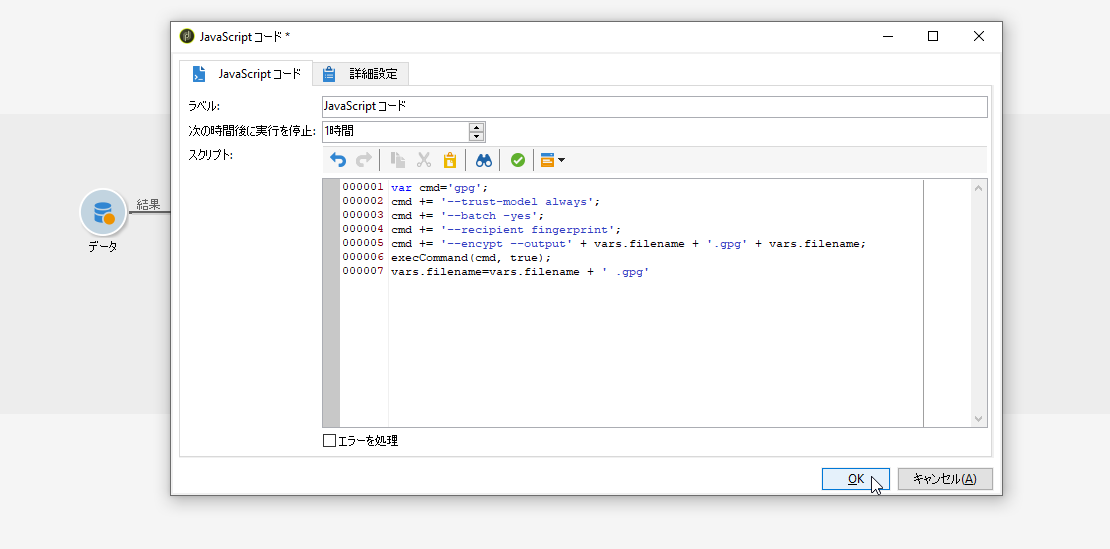 JavaScript コード *
JavaScript コード
詳細設定
ラベル:
JavaScript コード
次の時間後に実行を停止:
1時間
スクリプト:
000001 var cmd='gpg';
000002 cmd += '--trust-model always';
000003 cmd += '--batch -yes';
000004 cmd += '--recipient fingerprint';
000005 cmd += '--encypt --output' + vars.filename + '.gpg' + vars.filename;
000006 execCommand(cmd, true);
000007 vars.filename=vars.filename + ' .gpg'
結果
データ
エラーを処理
OK
キャンセル(A)